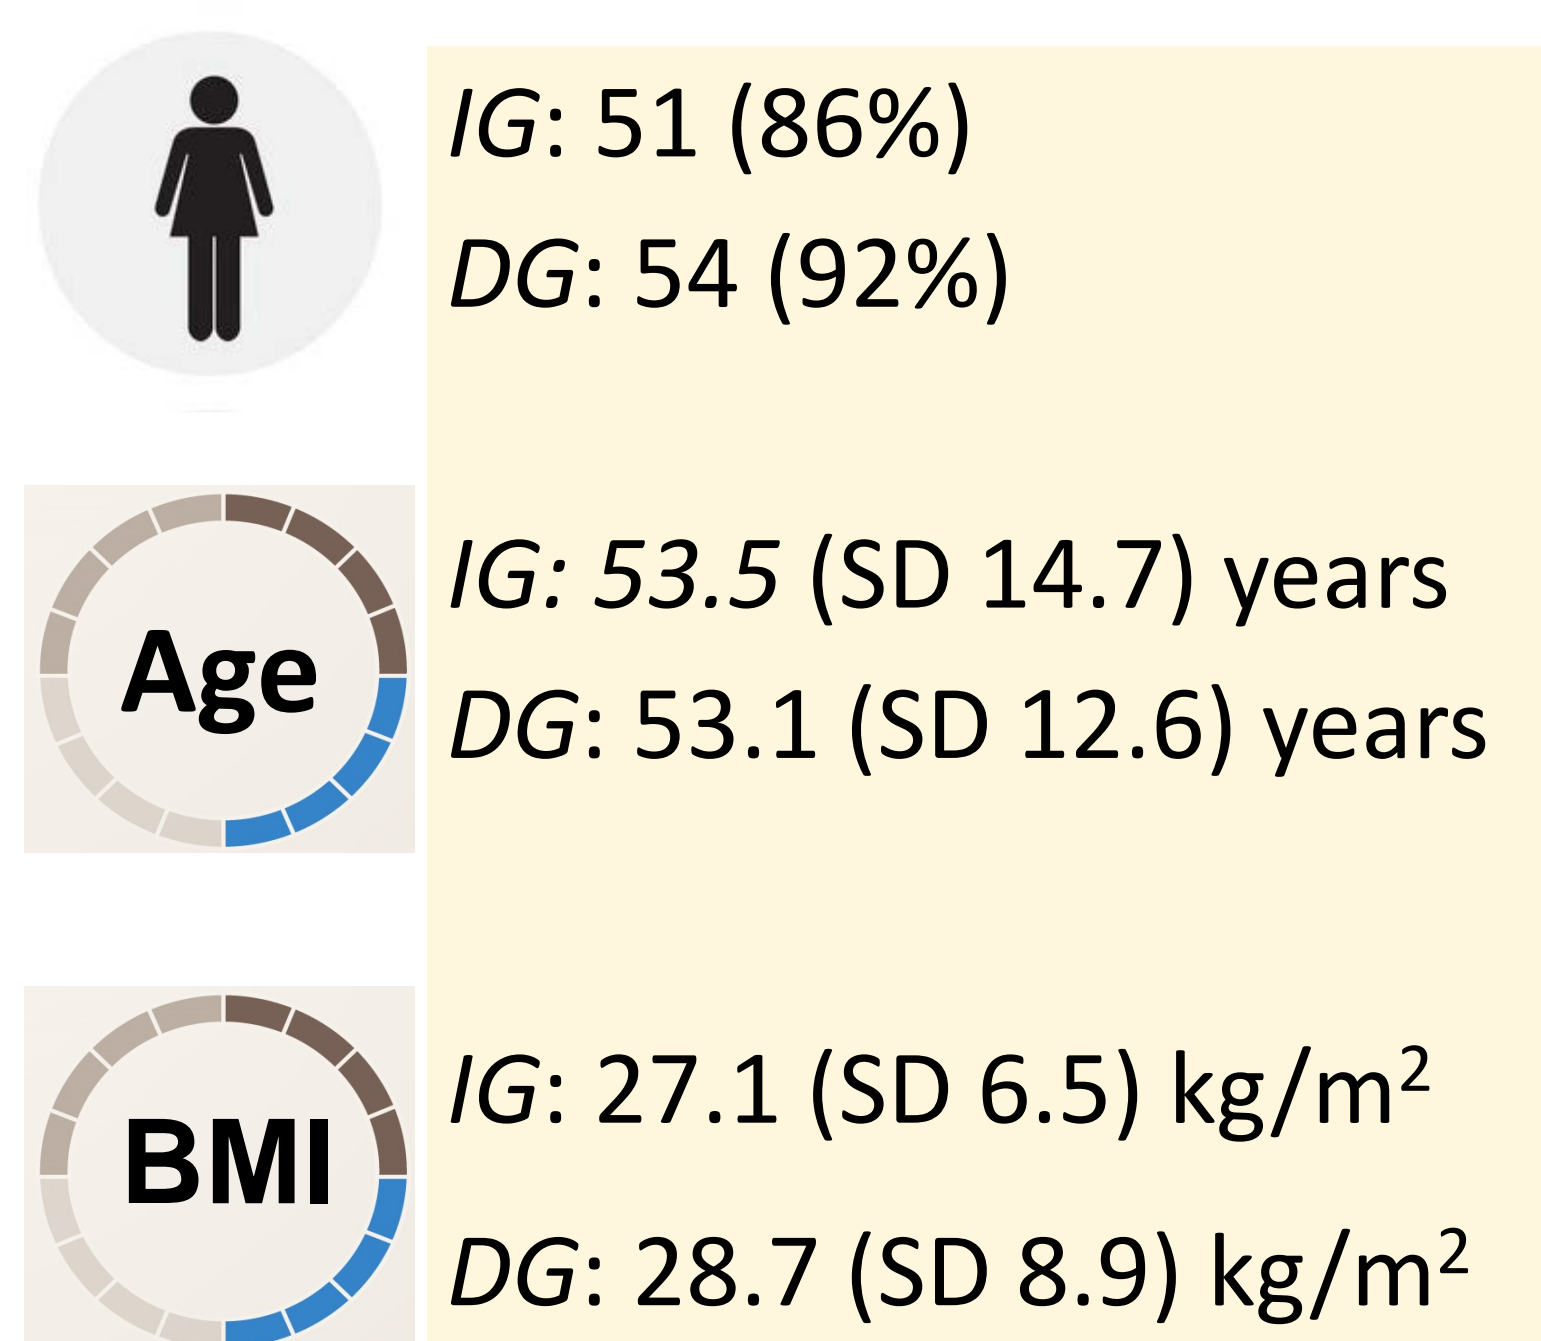 IG: 51 (86%)
DG: 54 (92%)
Age
IG: 53.5 (SD 14.7) years
DG: 53.1 (SD 12.6) years
BMI
IG: 27.1 (SD 6.5) kg/m²
DG: 28.7 (SD 8.9) kg/m²